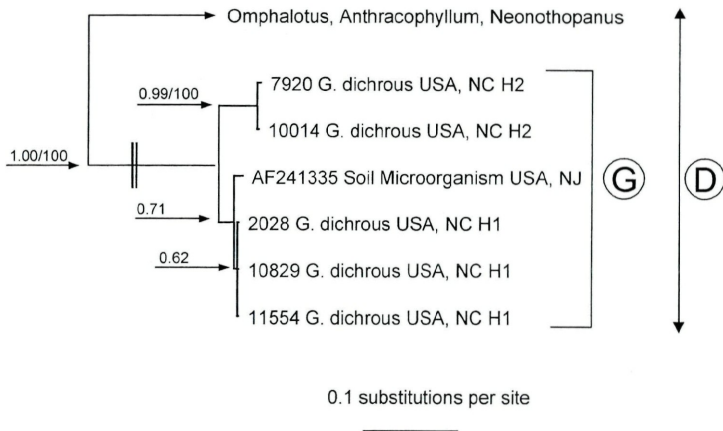 Omphalotus, Anthracophyllum, Neonothopanus
0.99/100
7920 G. dichrous USA, NC H2
10014 G. dichrous USA, NC H2
1.00/100
AF241335 Soil Microorganism USA, NJ
G
D
0.71
2028 G. dichrous USA, NC H1
0.62
10829 G. dichrous USA, NC H1
11554 G. dichrous USA, NC H1
0.1 substitutions per site